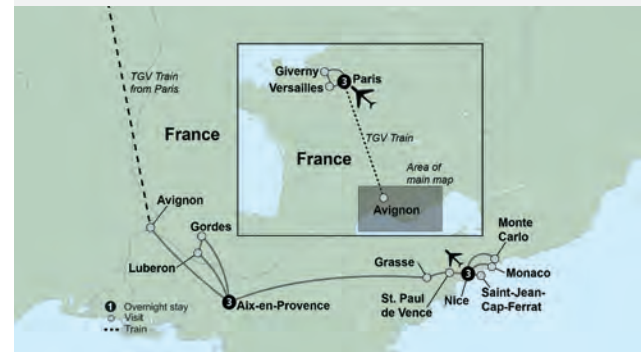 TGV Train
from Paris
France
Avignon
Gordes
Luberon
3
Aix-en-Provence
1 Overnight stay
Visit
Train
Giverny
Versailles
3
Paris
TGV Train
France
Area of
main map
Avignon
Grasse
St. Paul
de Vence
Nice
3
Monte
Carlo
Monaco
Saint-Jean-
Cap-Ferrat